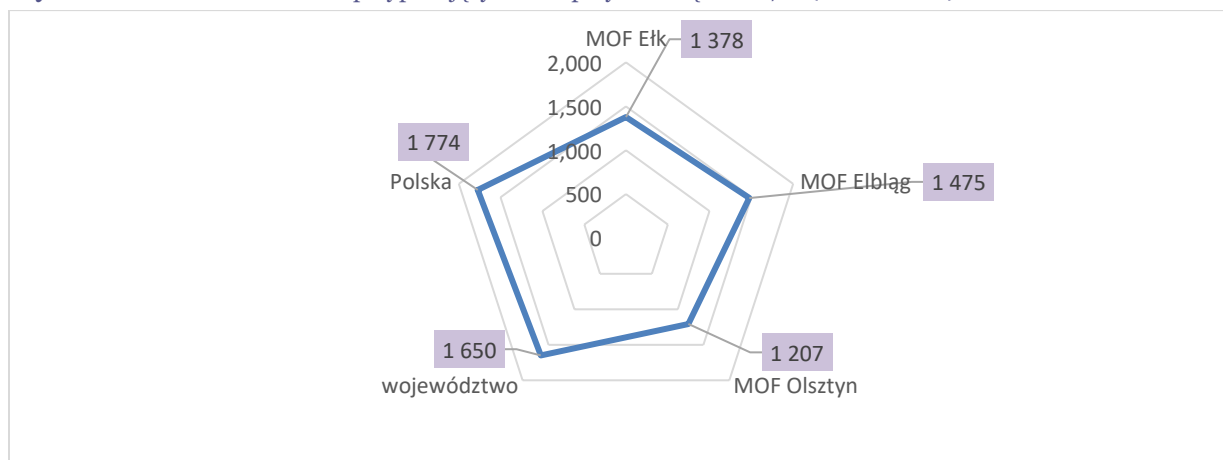 MOF Ełk
1 378
2,000
1,500
1 774
1,000
Polska
MOF Elbląg
1 475
500
0
1 650
1 207
województwo
MOF Olsztyn